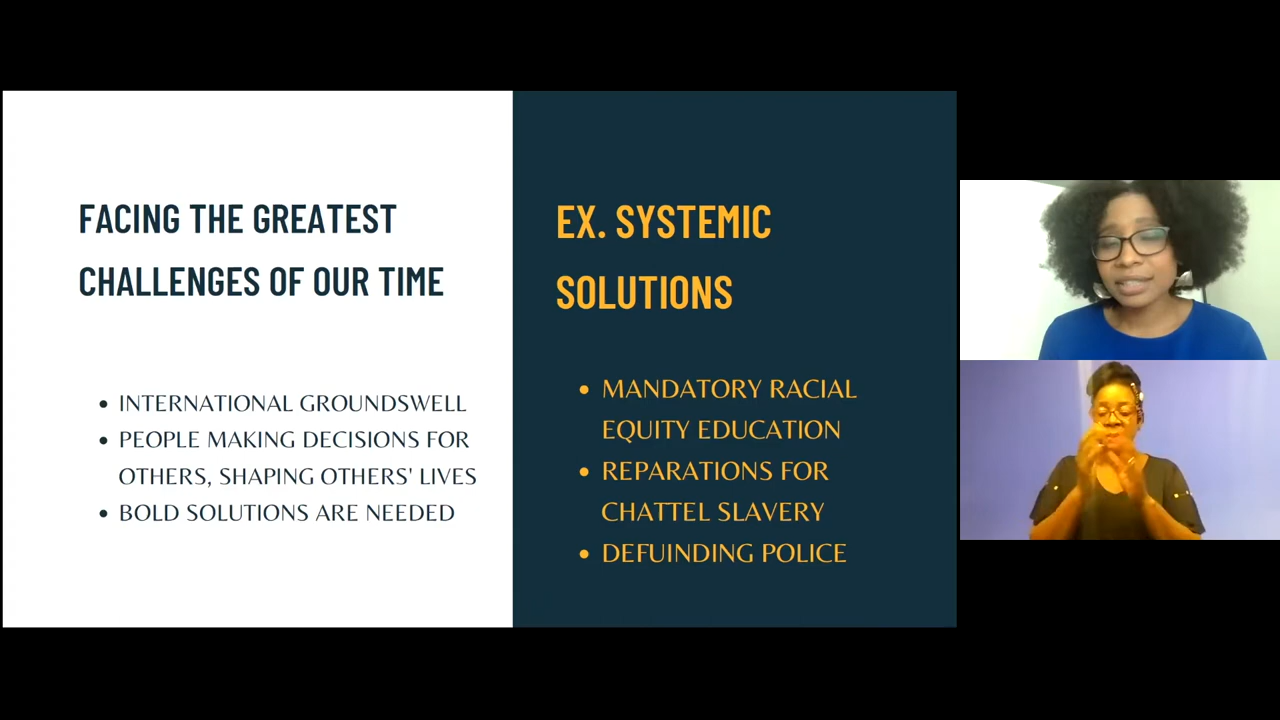 FACING THE GREATEST
CHALLENGES OF OUR TIME
• INTERNATIONAL GROUNDSWELL
• PEOPLE MAKING DECISIONS FOR
OTHERS, SHAPING OTHERS' LIVES
• BOLD SOLUTIONS ARE NEEDED
EX. SYSTEMIC
SOLUTIONS
• MANDATORY RACIAL
EQUITY EDUCATION
• REPARATIONS FOR
CHATTEL SLAVERY
• DEFUINDING POLICE